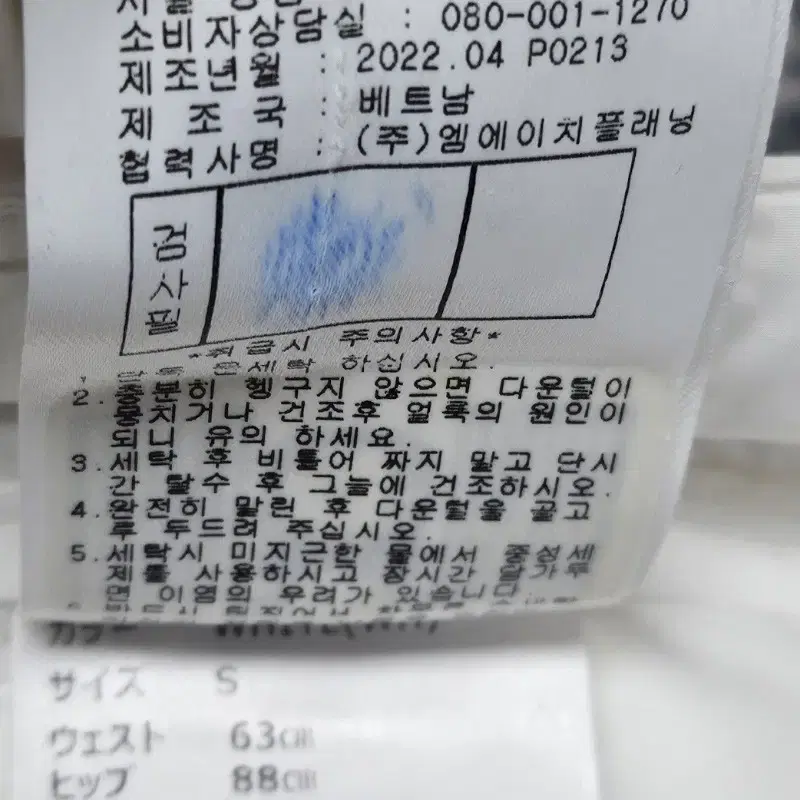 소비자상담실 : 080-001-1270
제조년월 : 2022.04 P0213
제 조 국 : 베트남
협력사명 : (주)엠에이치플래닝
검사필
*취급시 주의사항*
하십시오.
2.충분히 헹구지 않으면 다운털이
뭉치거나 건조후 얼룩의 원인이
되니 유의 하세요.
3.세탁 후 비틀어 짜지 말고 단시
간 탈수 후 그늘에 건조하시오.
4.완전히 말린 후 다운털을 골고
루 두드려 주십시오.
5.세탁시 미지근한 물에서 중성세
제를 사용하시고 장시간 담가두
면 이염의 우려가 있습니다.
カラー
サイズ S
ウェスト 63cm
ヒップ 88cm